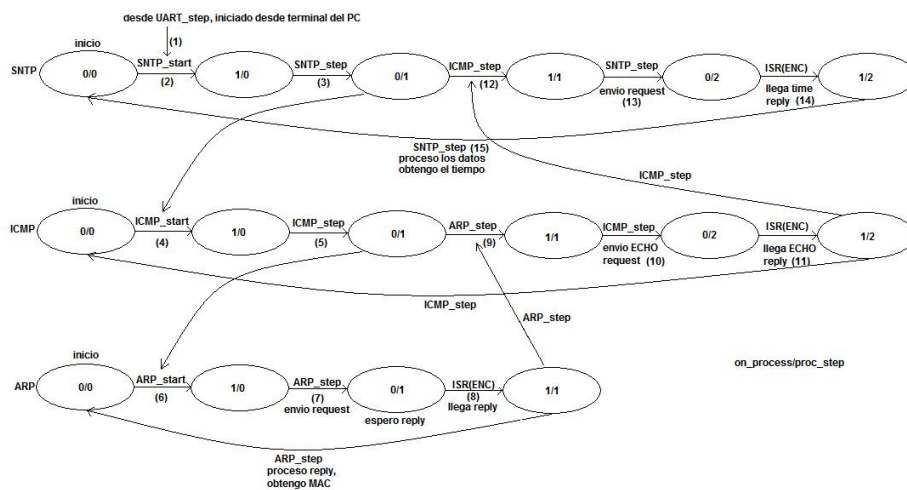 desde UART_step, iniciado desde terminal del PC
(1)
inicio
SNTP
0/0
SNTP_start
(2)
1/0
SNTP_step
(3)
0/1
ICMP_step
(12)
1/1
SNTP_step
envio request
(13)
0/2
ISR(ENC)
llega time
reply (14)
1/2
SNTP_step (15)
proceso los datos
obtengo el tiempo
ICMP_step
inicio
ICMP
0/0
ICMP_start
(4)
1/0
ICMP_step
(5)
0/1
ARP_step
(9)
1/1
ICMP_step
envio ECHO
request (10)
0/2
ISR(ENC)
llega ECHO
reply (11)
1/2
ICMP_step
ARP_step
inicio
ARP
0/0
ARP_start
(6)
1/0
ARP_step
(7)
envio request
0/1
espero reply
ISR(ENC)
(8)
llega reply
1/1
on_process/proc_step
ARP_step
proceso reply,
obtengo MAC